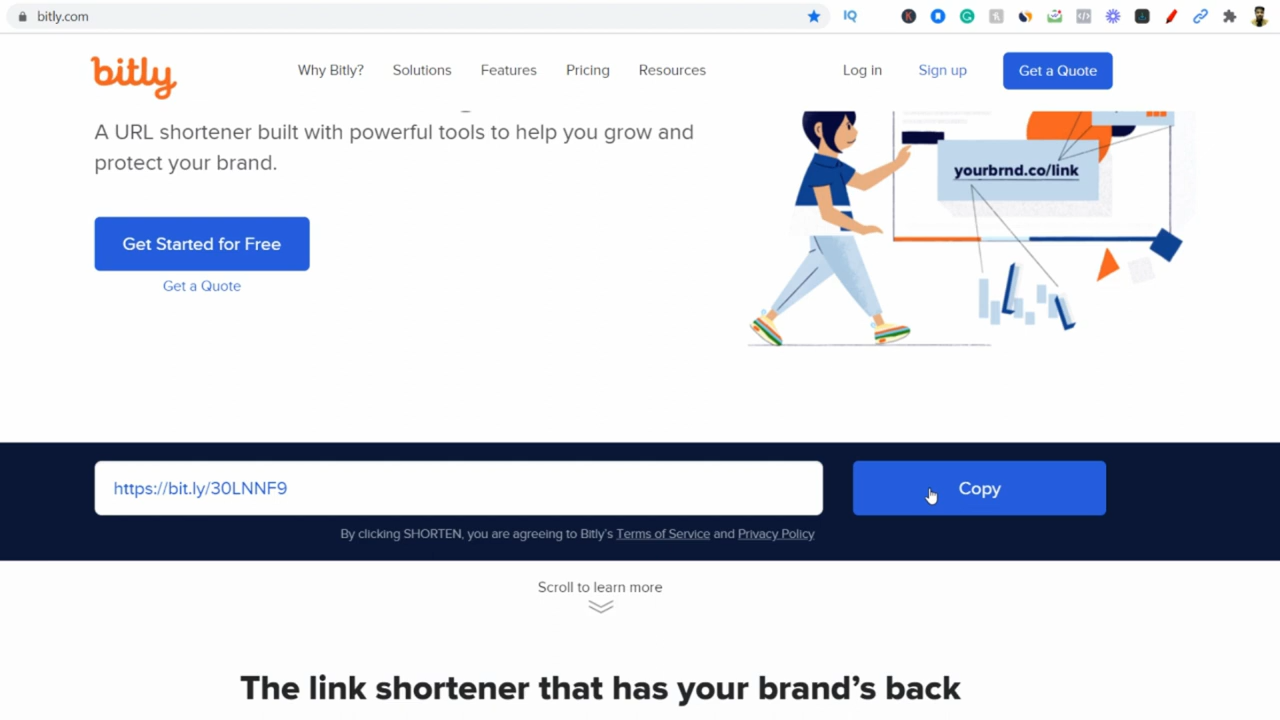 bitly.com
IQ
bitly
Why Bitly?
Solutions
Features
Pricing
Resources
Log in
Sign up
Get a Quote
A URL shortener built with powerful tools to help you grow and
protect your brand.
yourbrnd.co/link
Get Started for Free
Get a Quote
https://bit.ly/30LNNF9
Copy
By clicking SHORTEN, you are agreeing to Bitly's Terms of Service and Privacy Policy
Scroll to learn more
The link shortener that has your brand's back